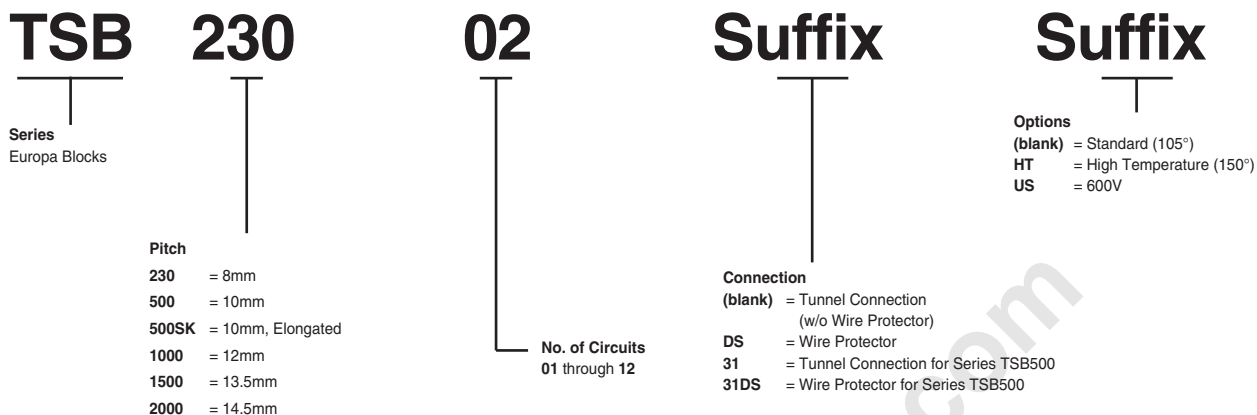 TSB 230 02 Suffix Suffix
Series
Europa Blocks
Options
(blank) = Standard (105°)
HT = High Temperature (150°)
US = 600V
Pitch
230 = 8mm
500 = 10mm
500SK = 10mm, Elongated
1000 = 12mm
1500 = 13.5mm
2000 = 14.5mm
No. of Circuits
01 through 12
Connection
(blank) = Tunnel Connection
(w/o Wire Protector)
DS = Wire Protector
31 = Tunnel Connection for Series TSB500
31DS = Wire Protector for Series TSB500
.com